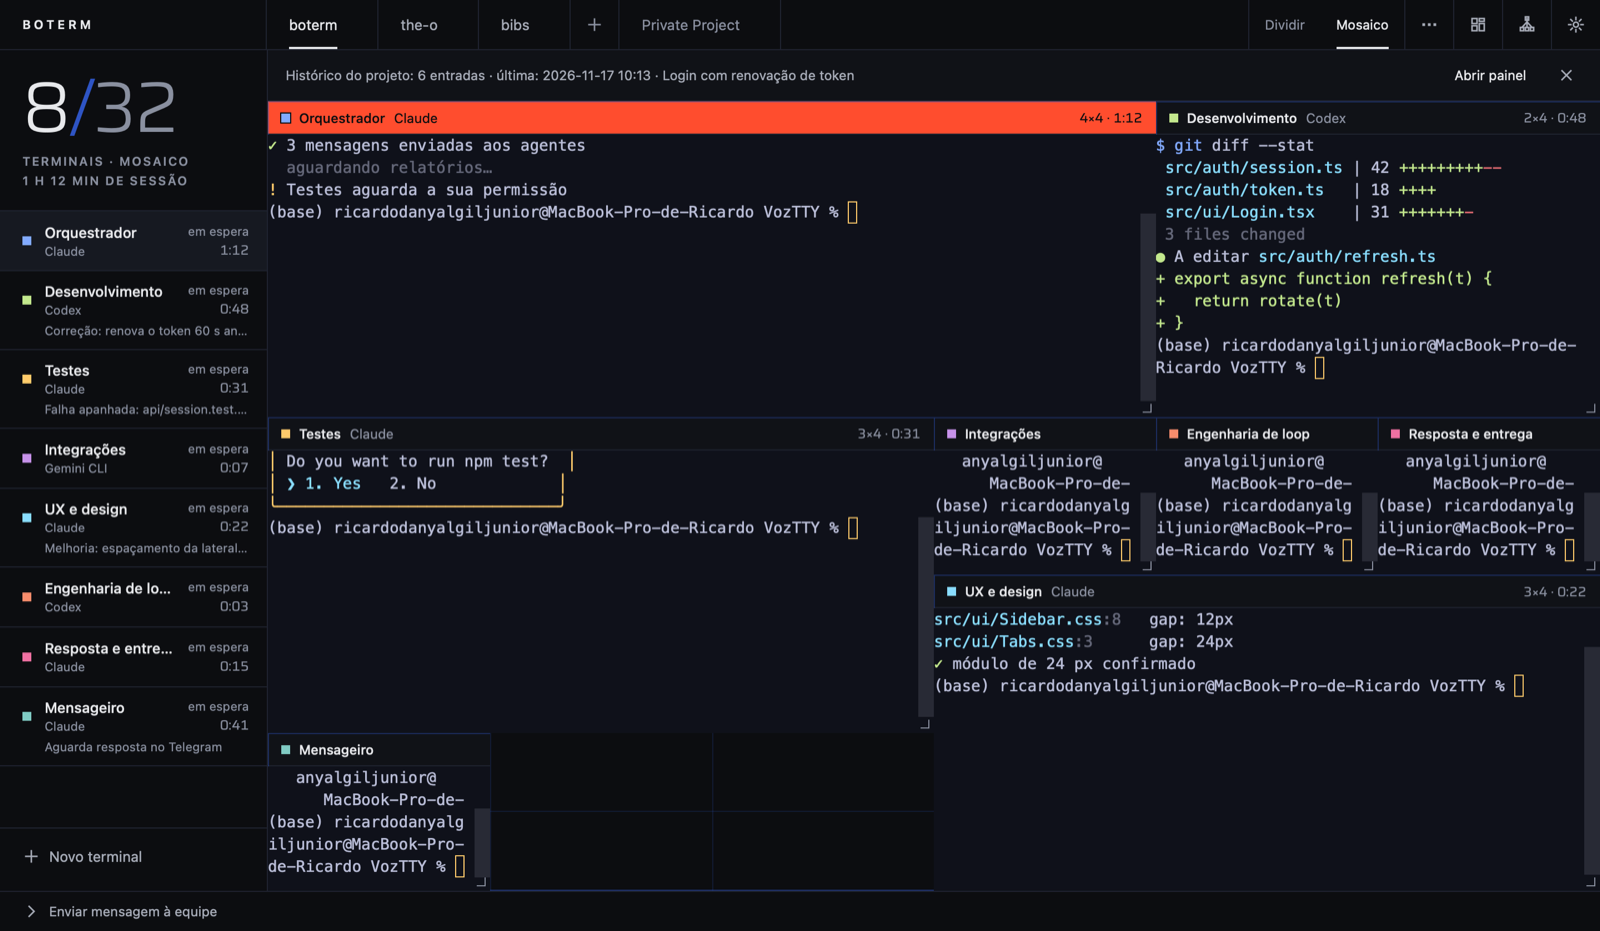 BOTERM
boterm
the-o
bibs
+
Private Project
Dividir
Mosaico
8/32
TERMINAIS · MOSAICO
1 H 12 MIN DE SESSÃO
Orquestrador em espera
Claude 1:12
Desenvolvimento em espera
Codex 0:48
Correção: renova o token 60 s an...
Testes em espera
Claude 0:31
Falha apanhada: api/session.test....
Integrações em espera
Gemini CLI 0:07
UX e design em espera
Claude 0:22
Melhoria: espaçamento da lateral...
Engenharia de lo... em espera
Codex 0:03
Resposta e entre... em espera
Claude 0:15
Mensageiro em espera
Claude 0:41
Aguarda resposta no Telegram
+ Novo terminal
Histórico do projeto: 6 entradas · última: 2026-11-17 10:13 · Login com renovação de token
Abrir painel
Orquestrador Claude 4×4 · 1:12
✓ 3 mensagens enviadas aos agentes
aguardando relatórios…
! Testes aguarda a sua permissão
(base) ricardodanyalgiljunior@MacBook-Pro-de-Ricardo VozTTY %
Desenvolvimento Codex 2×4 · 0:48
$ git diff --stat
src/auth/session.ts | 42 +++++++++--
src/auth/token.ts | 18 ++++
src/ui/Login.tsx | 31 +++++++-
3 files changed
● A editar src/auth/refresh.ts
+ export async function refresh(t) {
+ return rotate(t)
+ }
(base) ricardodanyalgiljunior@MacBook-Pro-de-
Ricardo VozTTY %
Testes Claude 3×4 · 0:31
Do you want to run npm test?
❯ 1. Yes 2. No
(base) ricardodanyalgiljunior@MacBook-Pro-de-Ricardo VozTTY %
Integrações
anyalgiljunior@
MacBook-Pro-de-
(base) ricardodanyalg
iljunior@MacBook-Pro-
de-Ricardo VozTTY %
Engenharia de loop
anyalgiljunior@
MacBook-Pro-de-
(base) ricardodanyalg
iljunior@MacBook-Pro-
de-Ricardo VozTTY %
Resposta e entrega
anyalgiljunior@
MacBook-Pro-de-
(base) ricardodanyalg
iljunior@MacBook-Pro-
de-Ricardo VozTTY %
UX e design Claude 3×4 · 0:22
src/ui/Sidebar.css:8 gap: 12px
src/ui/Tabs.css:3 gap: 24px
✓ módulo de 24 px confirmado
(base) ricardodanyalgiljunior@MacBook-Pro-de-Ricardo VozTTY %
Mensageiro
anyalgiljunior@
MacBook-Pro-de-
(base) ricardodanyalg
iljunior@MacBook-Pro-
de-Ricardo VozTTY %
Enviar mensagem à equipe